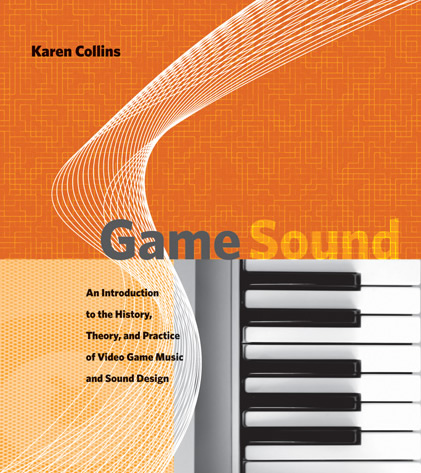 Karen Collins
Game Sound
An Introduction
to the History,
Theory, and Practice
of Video Game Music
and Sound Design